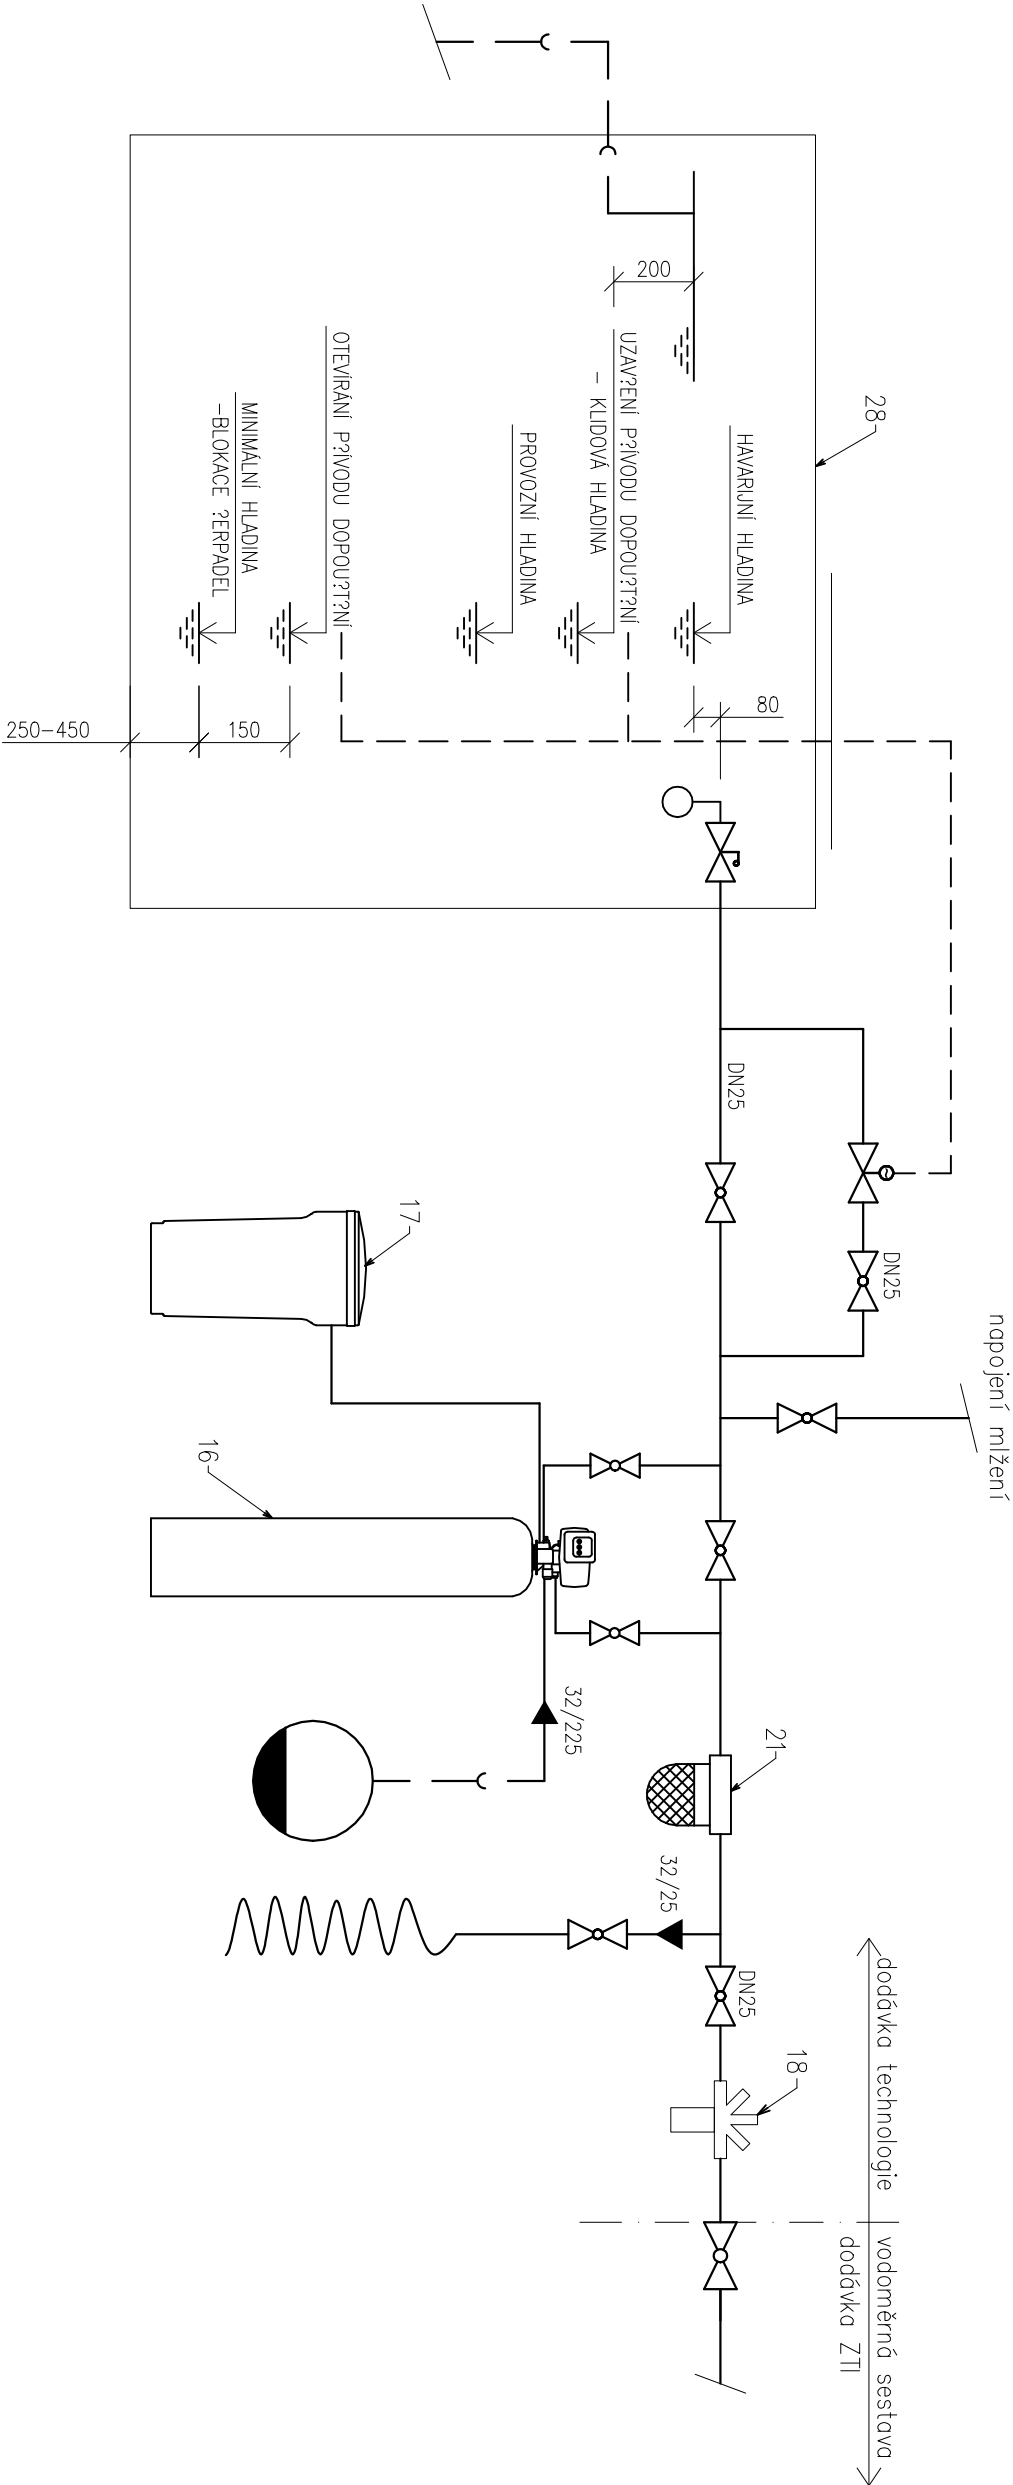 28
HAVARIJNÍ HLADINA
80
200
UZAV?ENÍ P?ÍVODU DOPOU?T?NÍ
- KLIDOVÁ HLADINA
PROVOZNÍ HLADINA
OTEVÍRÁNÍ P?ÍVODU DOPOU?T?NÍ
MINIMÁLNÍ HLADINA
-BLOKACE ?ERPADEL
150
250-450
DN25
DN25
napojení mlžení
17
16
32/225
21
32/25
DN25
18
dodávka technologie
vodoměrná sestava
dodávka ZTI